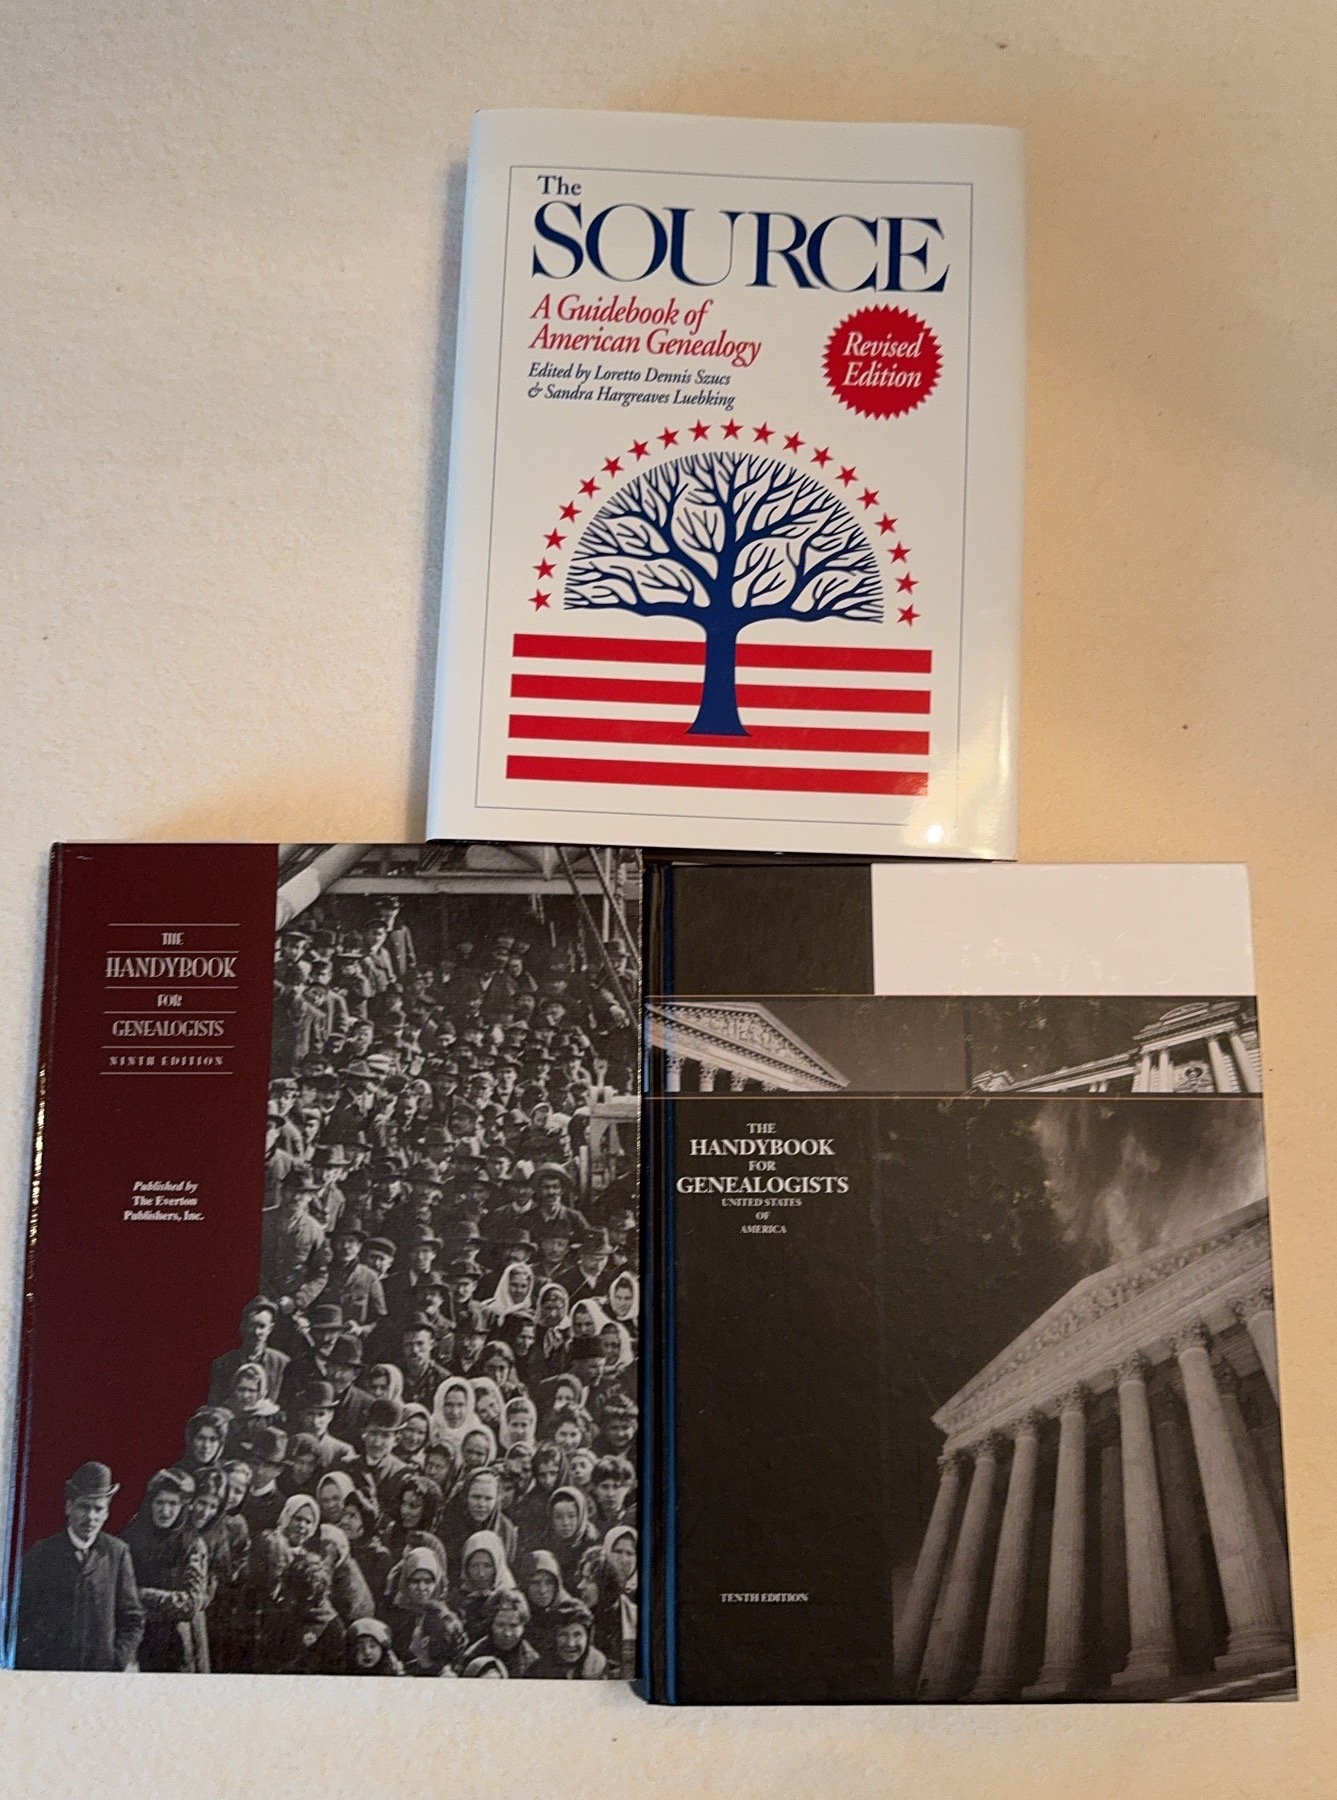 The
SOURCE
A Guidebook of
American Genealogy
Edited by Loretto Dennis Szucs
& Sandra Hargreaves Luebking
Revised
Edition
THE
HANDYBOOK
FOR
GENEALOGISTS
NINTH EDITION
Published by
The Everton
Publishers, Inc.
THE
HANDYBOOK
FOR
GENEALOGISTS
UNITED STATES
OF
AMERICA
TENTH EDITION